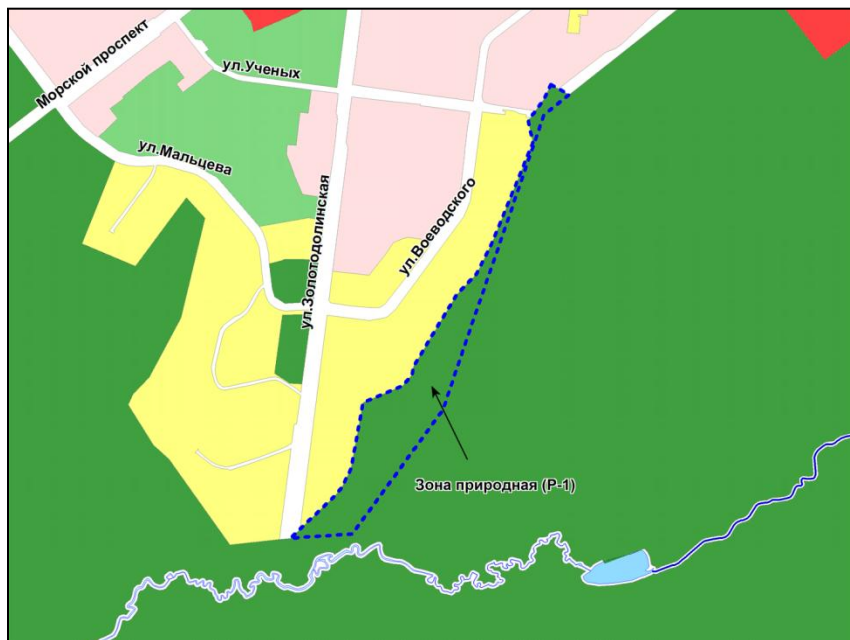 Морской проспект
ул.Ученых
ул.Мальцева
ул.Золотодолинская
ул.Воеводского
Зона природная (Р-1)